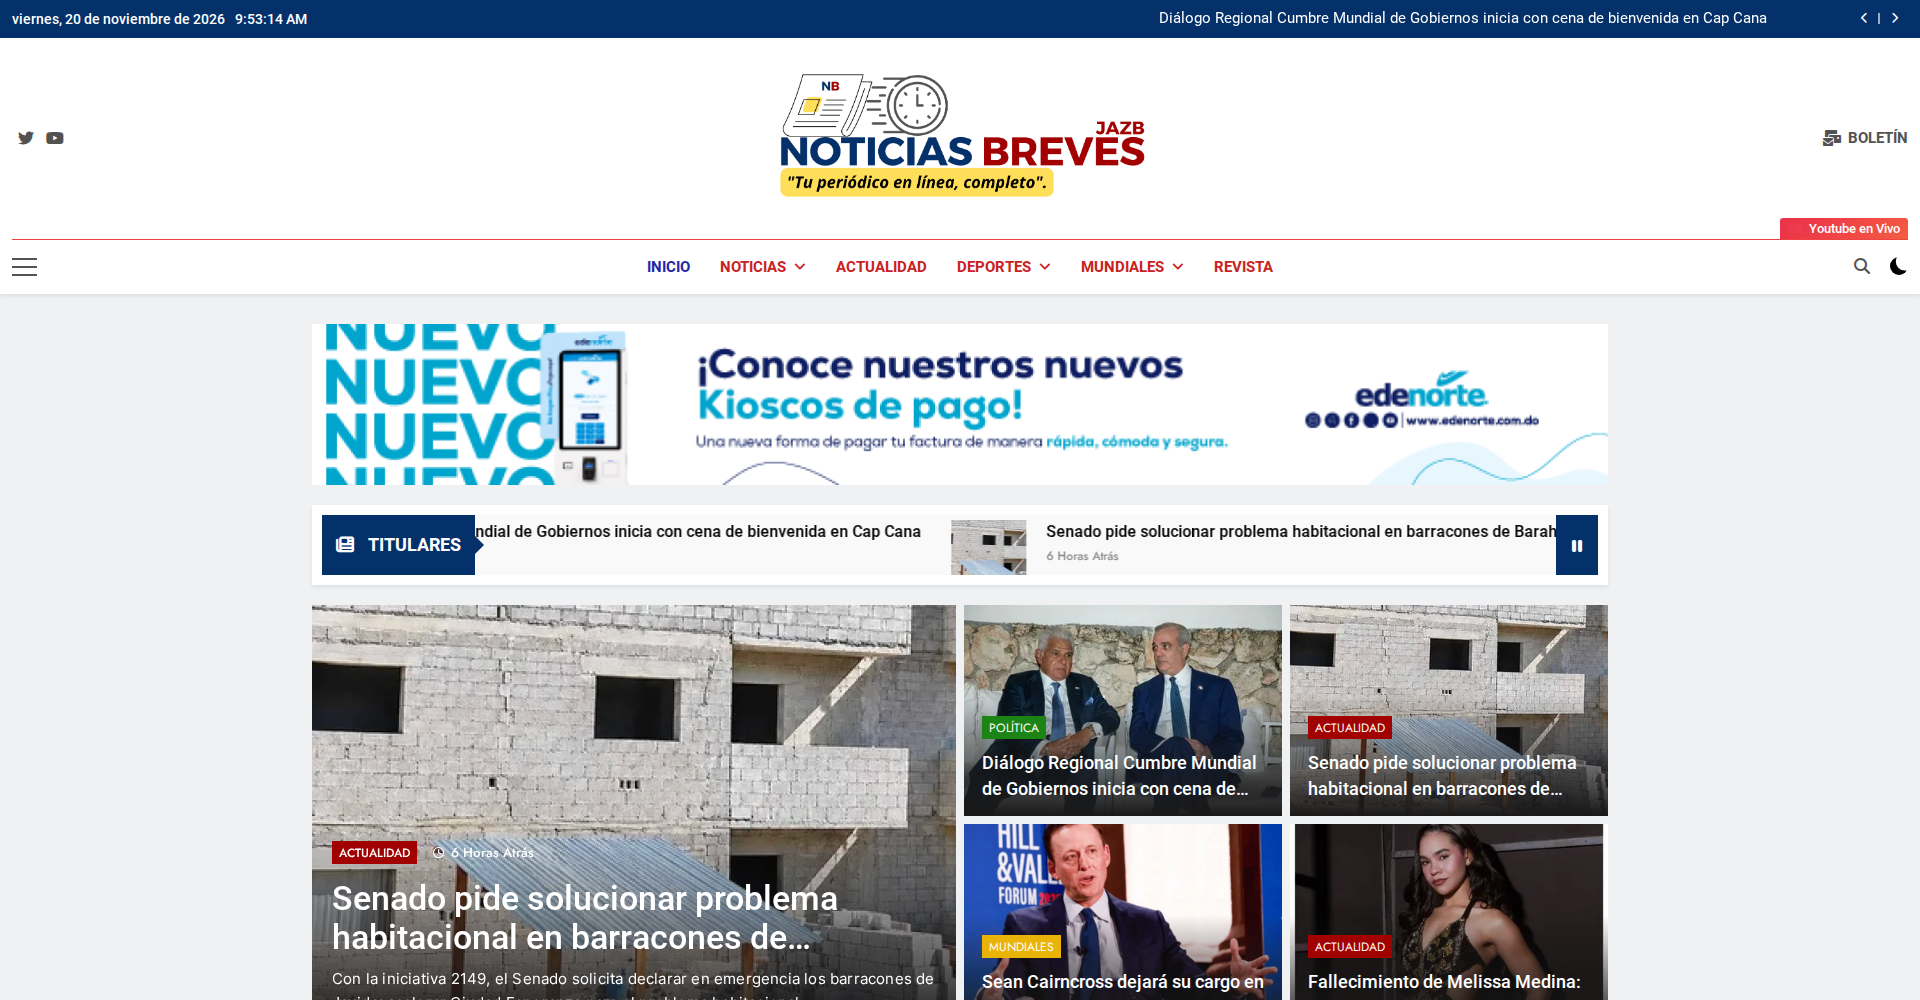 viernes, 20 de noviembre de 2026 9:53:14 AM
Diálogo Regional Cumbre Mundial de Gobiernos inicia con cena de bienvenida en Cap Cana
NB
JAZB
NOTICIAS BREVES
"Tu periódico en línea, completo".
BOLETÍN
Youtube en Vivo
INICIO NOTICIAS ACTUALIDAD DEPORTES MUNDIALES REVISTA
NUEVO
NUEVO
NUEVO
NUEVO
edenorte
¡Conoce nuestros nuevos
Kioscos de pago!
Una nueva forma de pagar tu factura de manera rápida, cómoda y segura.
edenorte
www.edenorte.com.do
TITULARES
ndial de Gobiernos inicia con cena de bienvenida en Cap Cana
Senado pide solucionar problema habitacional en barracones de Barah
6 Horas Atrás
ACTUALIDAD 6 Horas Atrás
Senado pide solucionar problema
habitacional en barracones de...
Con la iniciativa 2149, el Senado solicita declarar en emergencia los barracones de
POLÍTICA
Diálogo Regional Cumbre Mundial
de Gobiernos inicia con cena de...
ACTUALIDAD
Senado pide solucionar problema
habitacional en barracones de...
HILL
&VALL
FORUM
MUNDIALES
Sean Cairncross dejará su cargo en
ACTUALIDAD
Fallecimiento de Melissa Medina: